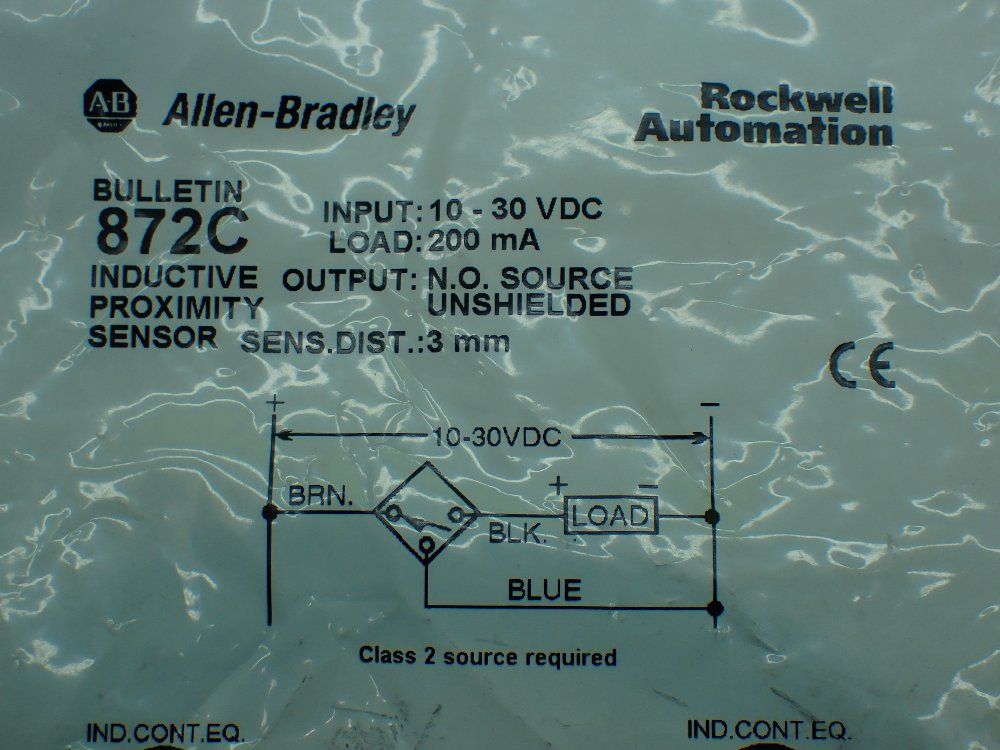 A-B Allen-Bradley
Rockwell
Automation
BULLETIN
872C
INDUCTIVE
PROXIMITY
SENSOR
INPUT: 10 - 30 VDC
LOAD: 200 mA
OUTPUT: N.O. SOURCE
UNSHIELDED
SENS.DIST.: 3 mm
CE
+ −
10-30VDC
BRN.
+ −
LOAD
BLK.
BLUE
Class 2 source required
IND.CONT.EQ. IND.CONT.EQ.